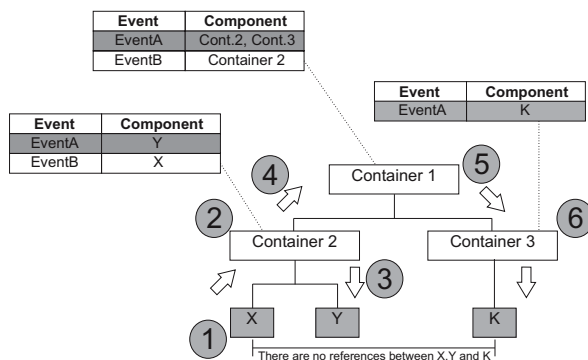 Event Component
EventA Cont.2, Cont.3
EventB Container 2
Event Component
EventA K
Event Component
EventA Y
EventB X
4
Container 1
5
2
Container 2
Container 3
6
3
1
X
Y
K
There are no references between X,Y and K